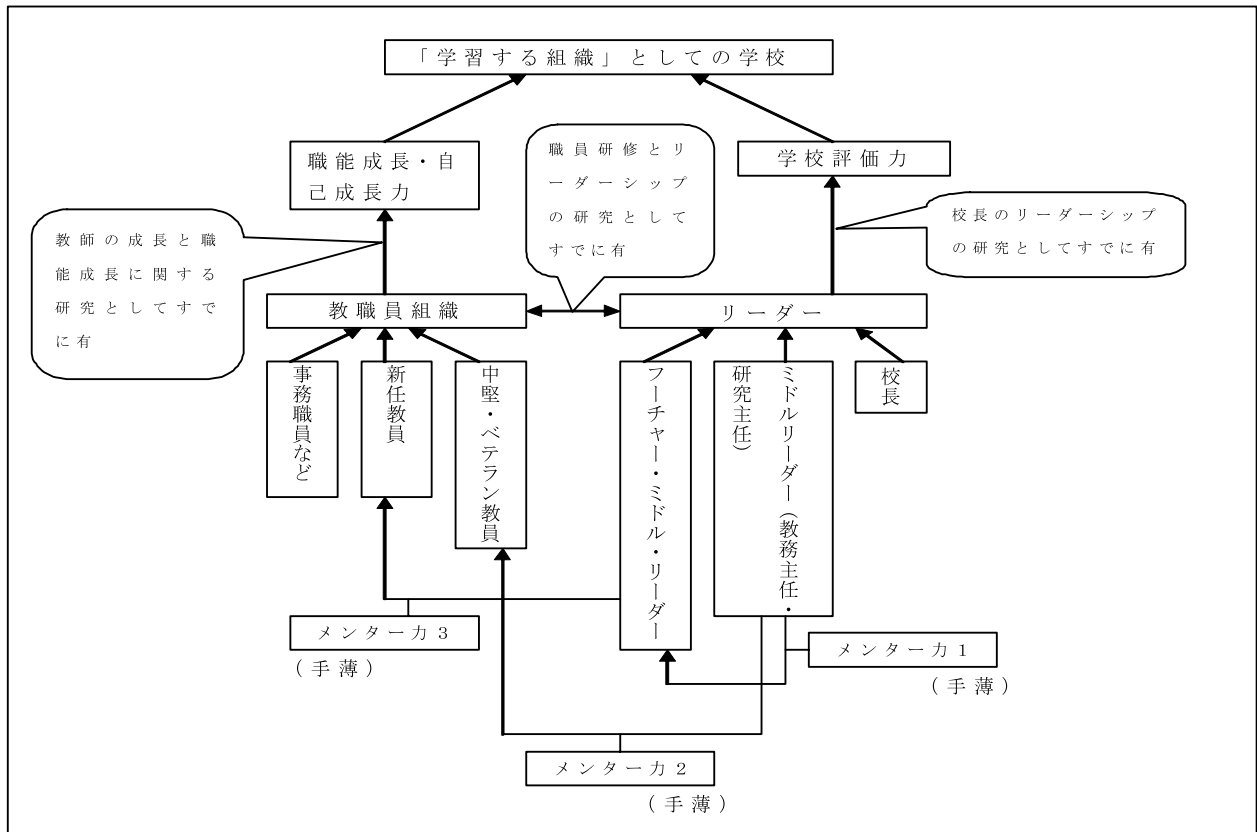 「学習する組織」としての学校
職能成長・自
己成長力
職員研修とリ
ーダーシップ
の研究として
すでに有
学校評価力
教師の成長と職
能成長に関する
研究としてすで
に有
校長のリーダーシップ
の研究としてすでに有
教職員組織
リーダー
事務職員など
新任教員
中堅・ベテラン教員
フーチャー・ミドル・リーダー
ミドルリーダー（教務主任・
研究主任）
校長
メンター力3
（手薄）
メンター力1
（手薄）
メンター力2
（手薄）